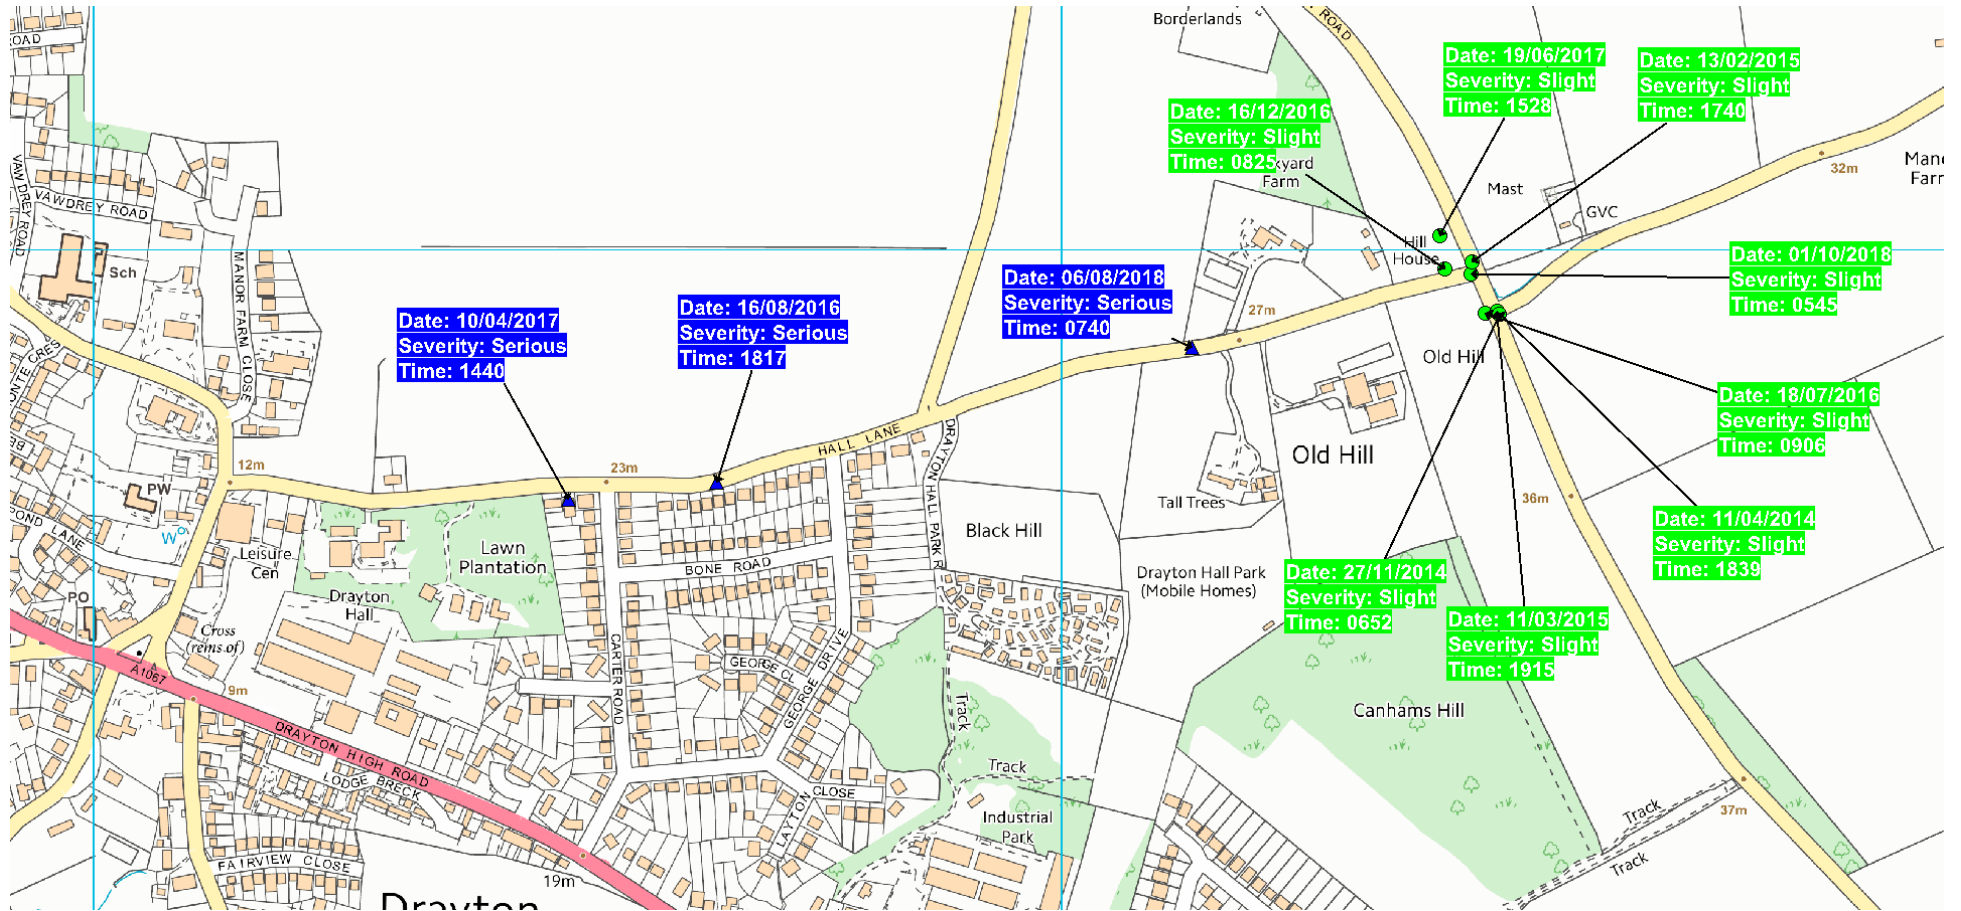 ROAD
Borderlands
ROAD
Date: 19/06/2017
Severity: Slight
Time: 1528
Date: 13/02/2015
Severity: Slight
Time: 1740
Date: 16/12/2016
Severity: Slight
Time: 0825
kyard
Farm
32m
Mast
GVC
VAWDREY ROAD
VAWDREY ROAD
Sch
MANOR FARM CLOSE
Hill
House
Date: 01/10/2018
Severity: Slight
Time: 0545
Date: 06/08/2018
Severity: Serious
Time: 0740
Date: 16/08/2016
Severity: Serious
Time: 1817
Date: 10/04/2017
Severity: Serious
Time: 1440
27m
Old Hill
Date: 18/07/2016
Severity: Slight
Time: 0906
HALL LANE
DRAYTON HALL PARK R
Old Hill
12m
23m
PW
POND LANE
W
Tall Trees
36m
Date: 11/04/2014
Severity: Slight
Time: 1839
Black Hill
Leisure
Cen
Lawn
Plantation
BONE ROAD
Drayton Hall Park
(Mobile Homes)
Date: 27/11/2014
Severity: Slight
Time: 0652
Date: 11/03/2015
Severity: Slight
Time: 1915
PO
Drayton
Hall
Cross
(rems of)
CARTER ROAD
GEORGE CL
GEORGE DRIVE
A1067
9m
Track
Canhams Hill
DRAYTON HIGH ROAD
LODGE BRECK
Track
LAYTON
CLOSE
Industrial
Park
Track
37m
Track
FAIRVIEW CLOSE
19m
Drayton